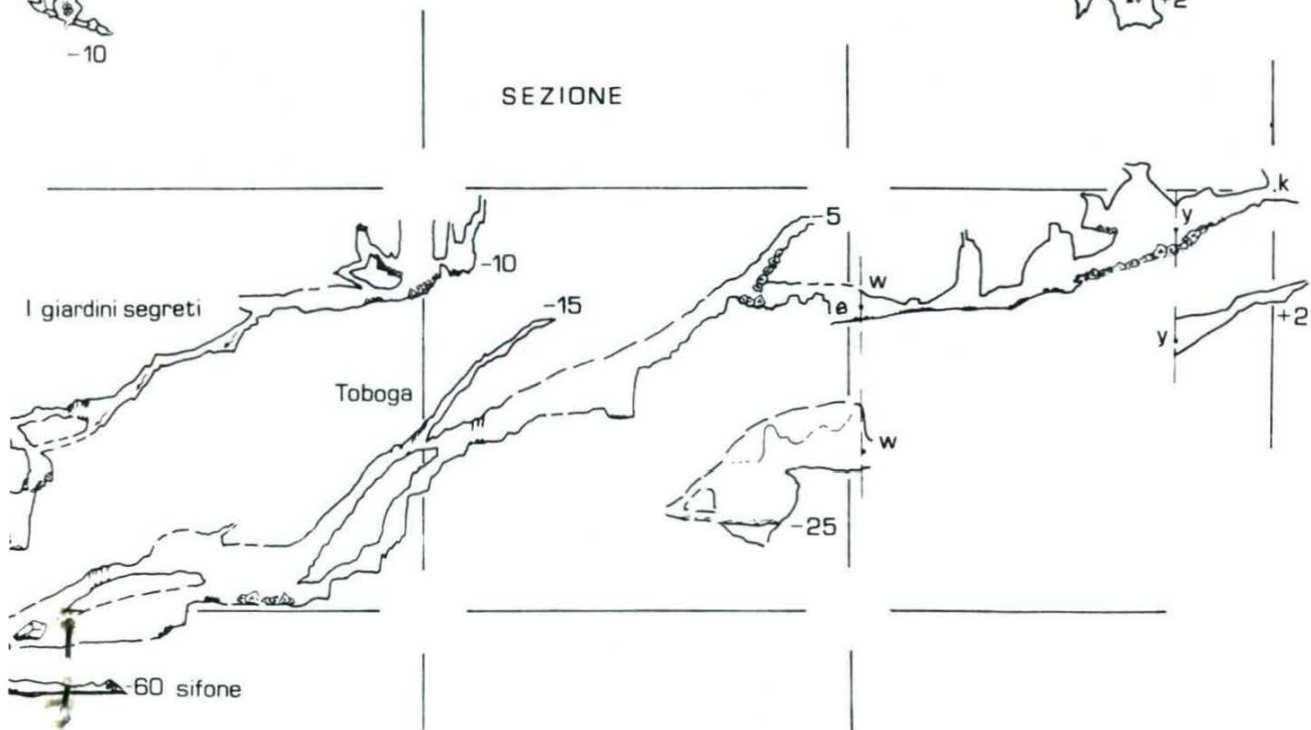 -10
+2
SEZIONE
k
y
-5
-10
w
e
I giardini segreti
-15
+2
y
Toboga
w
-25
-60 sifone